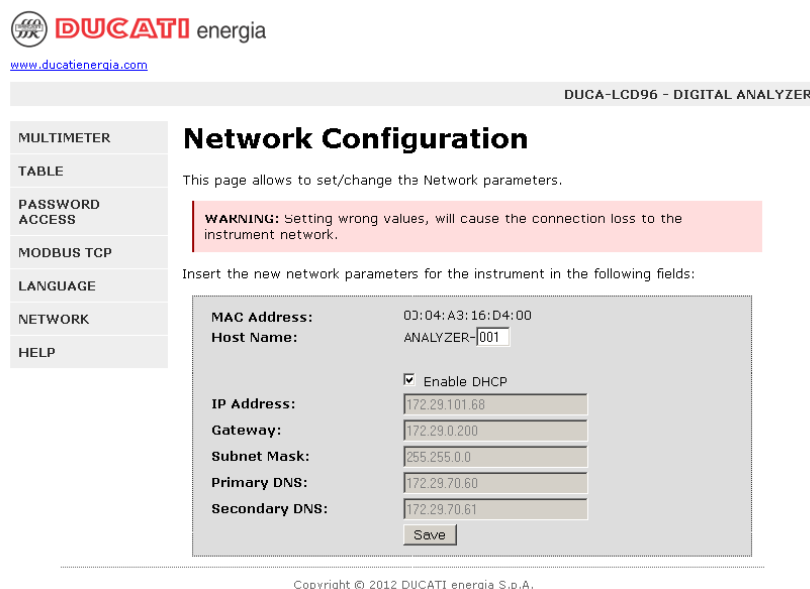 DUCATI energia
www.ducatienergia.com
DUCA-LCD96 - DIGITAL ANALYZER
MULTIMETER
TABLE
PASSWORD
ACCESS
MODBUS TCP
LANGUAGE
NETWORK
HELP
Network Configuration
This page allows to set/change the Network parameters.
WARNING: Setting wrong values, will cause the connection loss to the
instrument network.
Insert the new network parameters for the instrument in the following fields:
MAC Address: 00:04:A3:16:D4:00
Host Name: ANALYZER-001
Enable DHCP
IP Address: 172.29.101.68
Gateway: 172.29.0.200
Subnet Mask: 255.255.0.0
Primary DNS: 172.29.70.60
Secondary DNS: 172.29.70.61
Save
Copyright © 2012 DUCATI energia S.p.A.